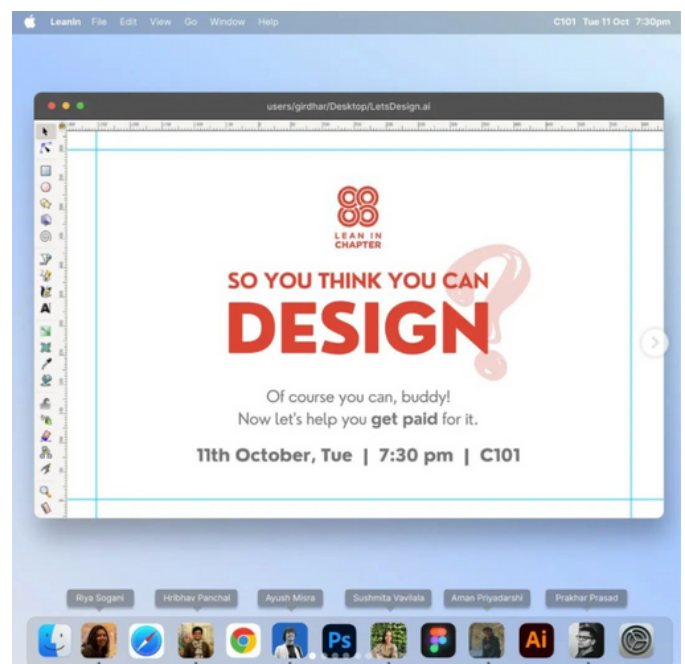 LeanIn File Edit View Go Window Help
C101 Tue 11 Oct 7:30pm
users/girdhar/Desktop/LetsDesign.ai
A
LEAN IN
CHAPTER
SO YOU THINK YOU CAN
DESIGN?
Of course you can, buddy!
Now let's help you get paid for it.
11th October, Tue | 7:30 pm | C101
Riya Sogani
Hribhav Panchal
Ayush Misra
Sushmita Vavilala
Aman Priyadarshi
Prakhar Prasad
Ps
Ai